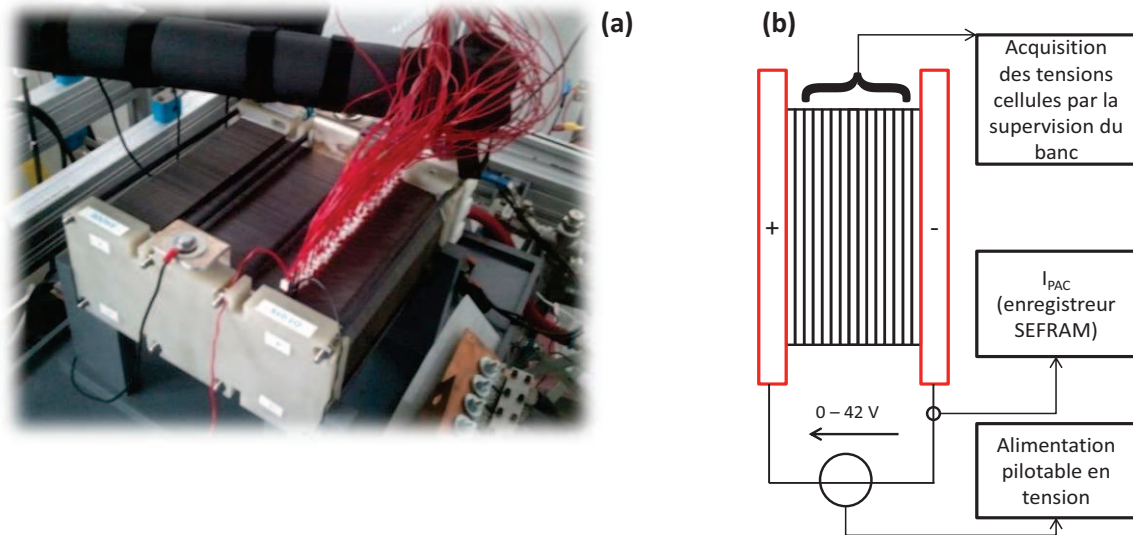 (a)
(b)
Acquisition
des tensions
cellules par la
supervision du
banc
+
-
I_PAC
(enregistreur
SEFRAM)
0 – 42 V
Alimentation
pilotable en
tension